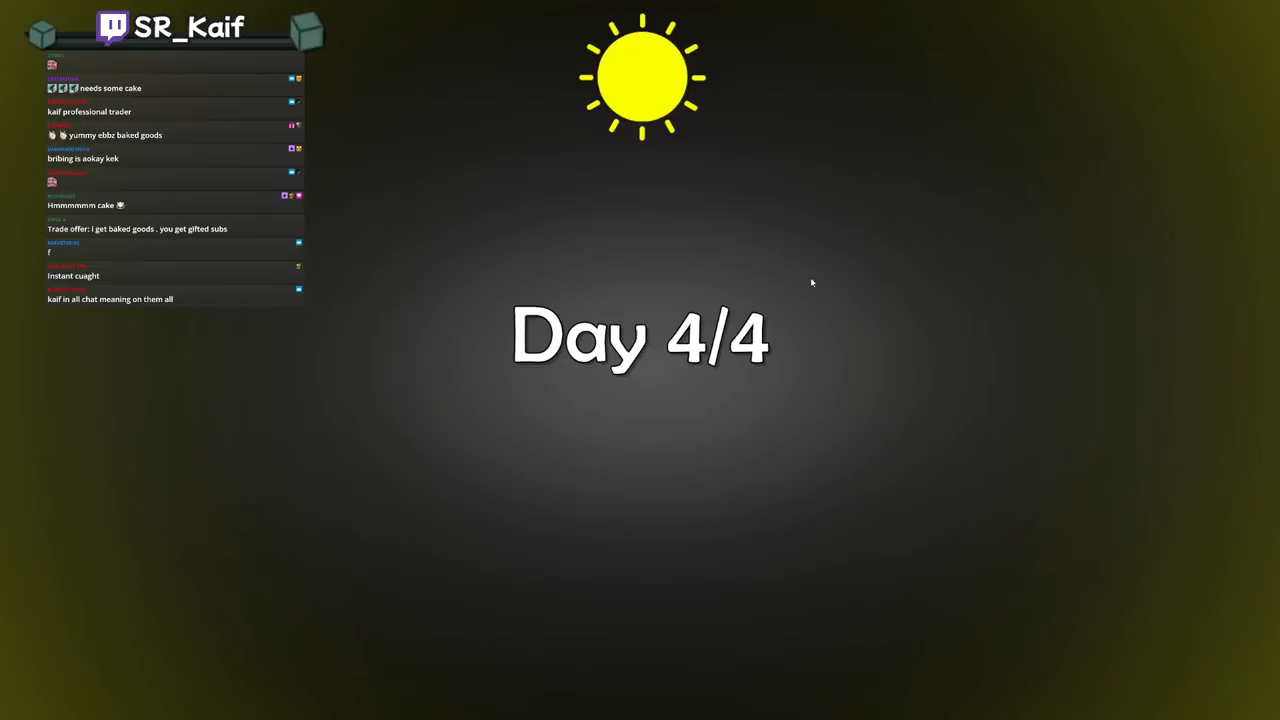 SR_Kaif
needs some cake
kaif professional trader
yummy ebbz baked goods
bribing is aokay kek
Hmmmmmm cake
Trade offer: i get baked goods . you get gifted subs
f
Instant cuaght
kaif in all chat meaning on them all
Day 4/4